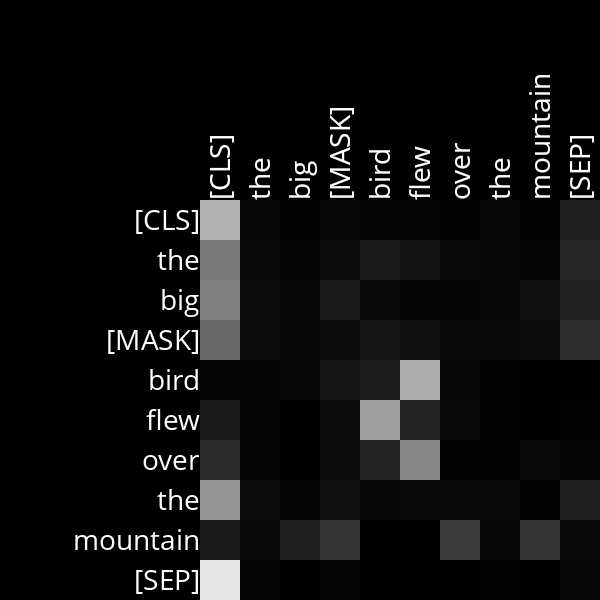 [CLS] the big [MASK] bird flew over the mountain [SEP]
[CLS]
the
big
[MASK]
bird
flew
over
the
mountain
[SEP]